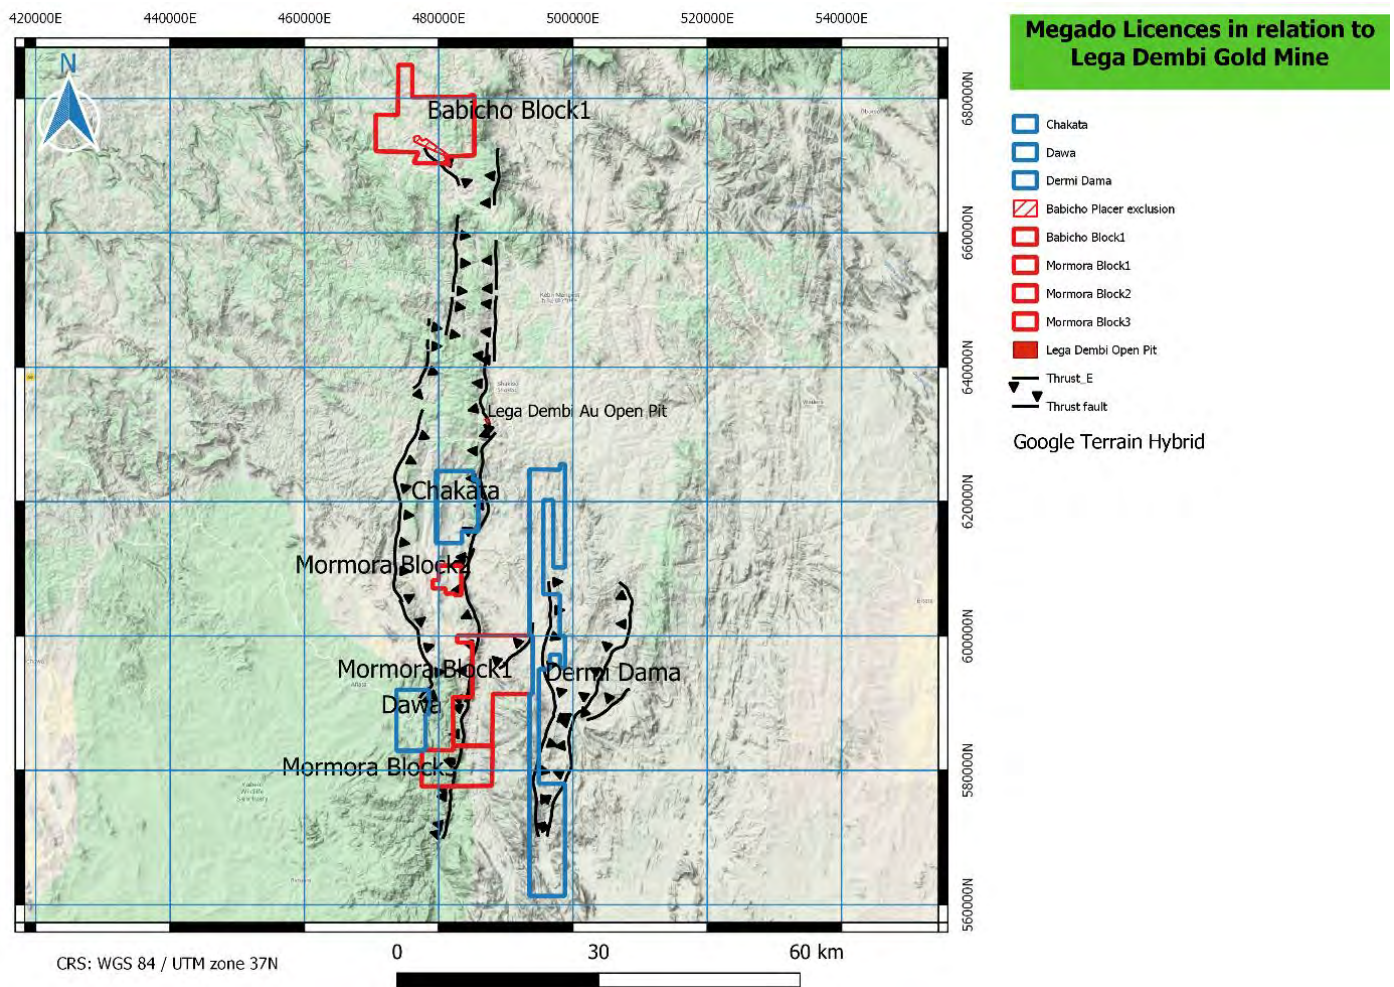 420000E 460000E 480000E 500000E 520000E 540000E
Megado Licences in relation to
Lega Dembi Gold Mine
N
Babicho Block1
680000N
660000N
640000N
620000N
600000N
580000N
560000N
Lega Dembi Au Open Pit
Chakata
Mormora Block2
Mormora Block1
Dermi Dama
Dawa
Mormora Block
Chakata
Dawa
Dermi Dama
Babicho Placer exclusion
Babicho Block1
Mormora Block1
Mormora Block2
Mormora Block3
Lega Dembi Open Pit
Thrust_E
Thrust fault
Google Terrain Hybrid
CRS: WGS 84 / UTM zone 37N
0 30 60 km